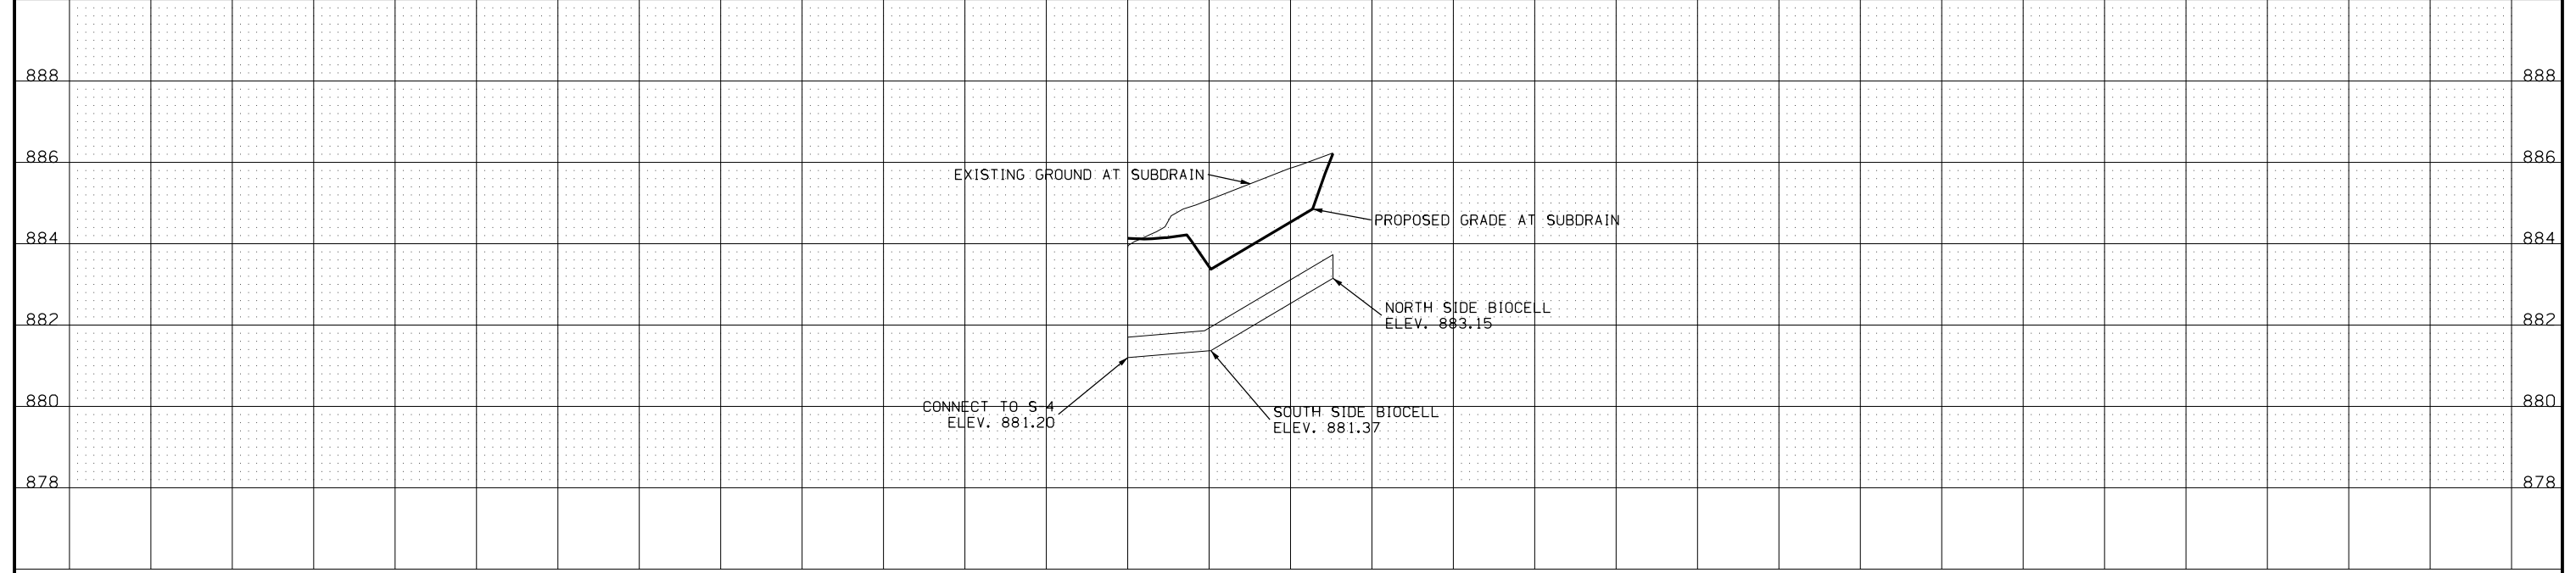 888 888
886 886
EXISTING GROUND AT SUBDRAIN
PROPOSED GRADE AT SUBDRAIN
884 884
NORTH SIDE BIOCELL
ELEV. 883.15
882 882
CONNECT TO S-4
ELEV. 881.20
SOUTH SIDE BIOCELL
ELEV. 881.37
880 880
878 878